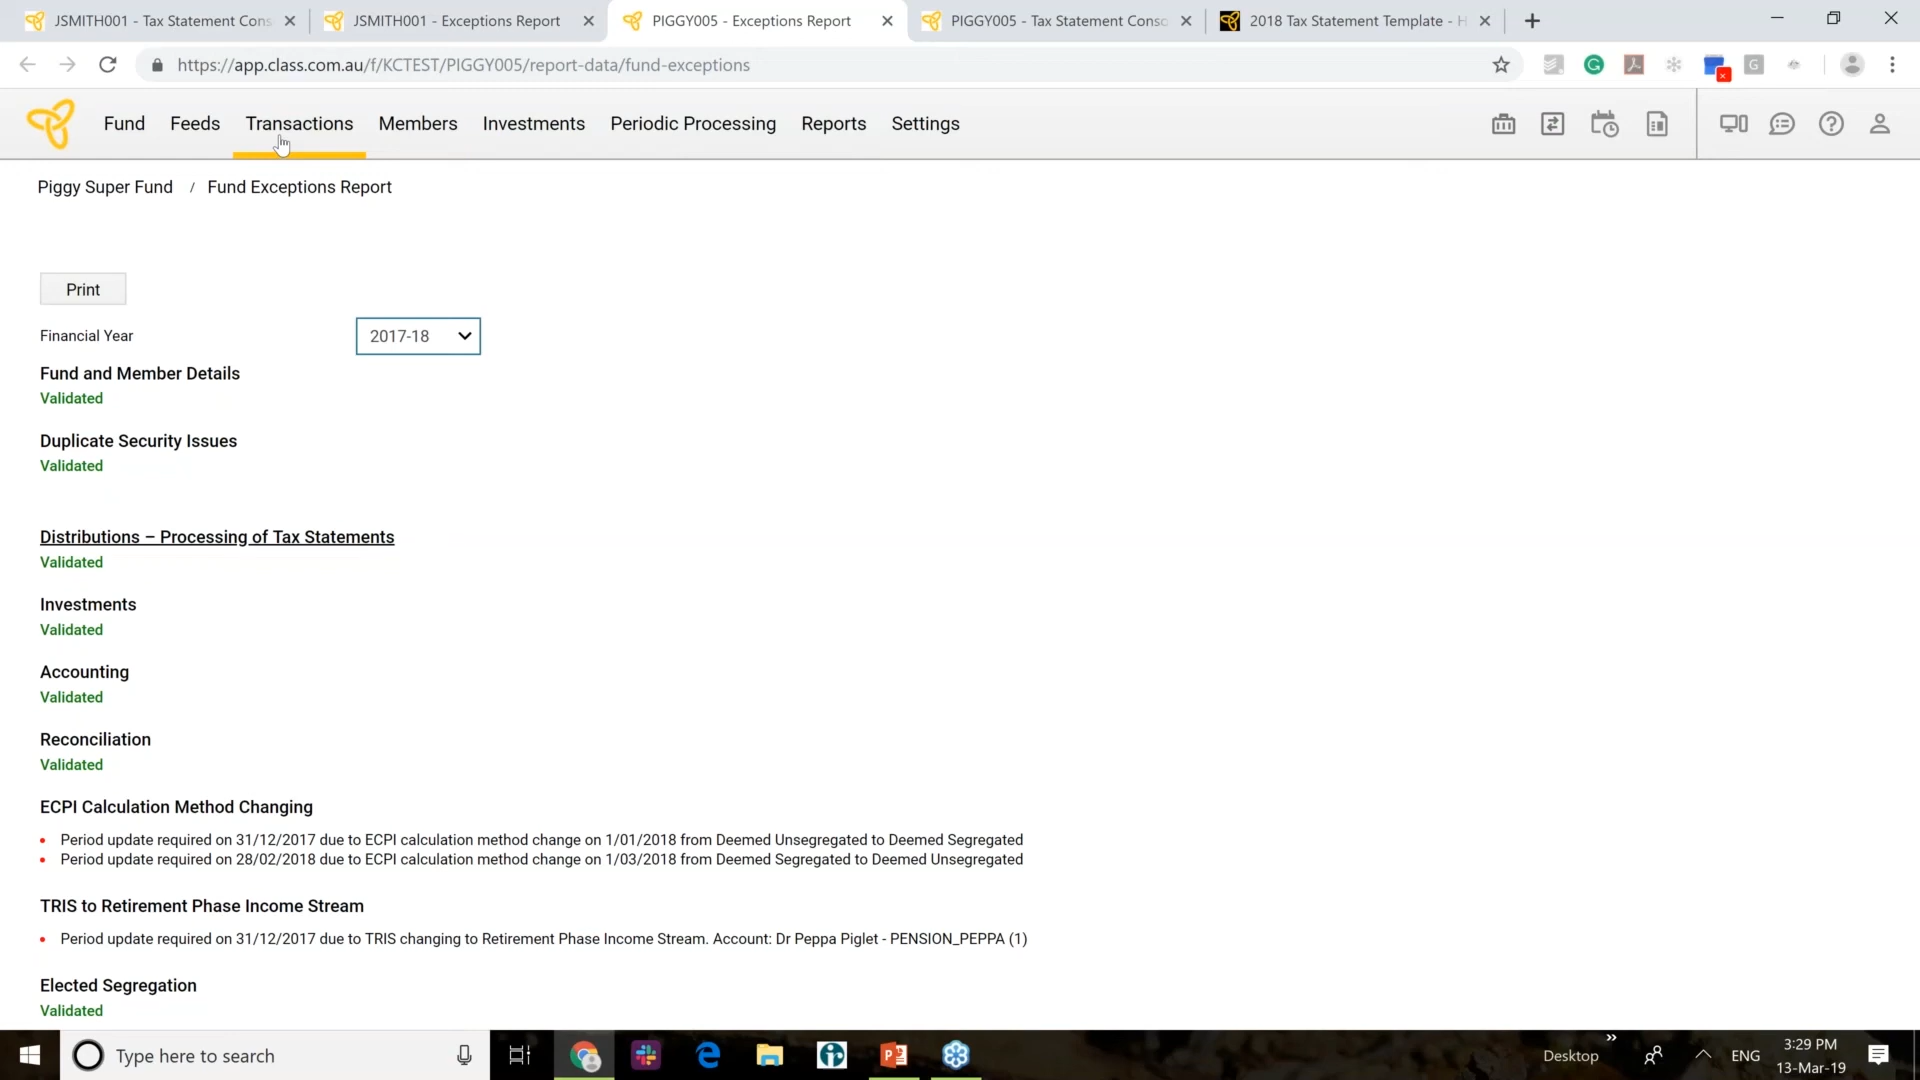 JSMITH001 - Tax Statement Cons
JSMITH001 - Exceptions Report
PIGGY005 - Exceptions Report
PIGGY005 - Tax Statement Conso
2018 Tax Statement Template - H
https://app.class.com.au/f/KCTEST/PIGGY005/report-data/fund-exceptions
Fund
Feeds
Transactions
Members
Investments
Periodic Processing
Reports
Settings
Piggy Super Fund / Fund Exceptions Report
Print
Financial Year
2017-18
Fund and Member Details
Validated
Duplicate Security Issues
Validated
Distributions – Processing of Tax Statements
Validated
Investments
Validated
Accounting
Validated
Reconciliation
Validated
ECPI Calculation Method Changing
• Period update required on 31/12/2017 due to ECPI calculation method change on 1/01/2018 from Deemed Unsegregated to Deemed Segregated
• Period update required on 28/02/2018 due to ECPI calculation method change on 1/03/2018 from Deemed Segregated to Deemed Unsegregated
TRIS to Retirement Phase Income Stream
• Period update required on 31/12/2017 due to TRIS changing to Retirement Phase Income Stream. Account: Dr Peppa Piglet - PENSION_PEPPA (1)
Elected Segregation
Validated
Type here to search
Desktop
ENG
3:29 PM
13-Mar-19